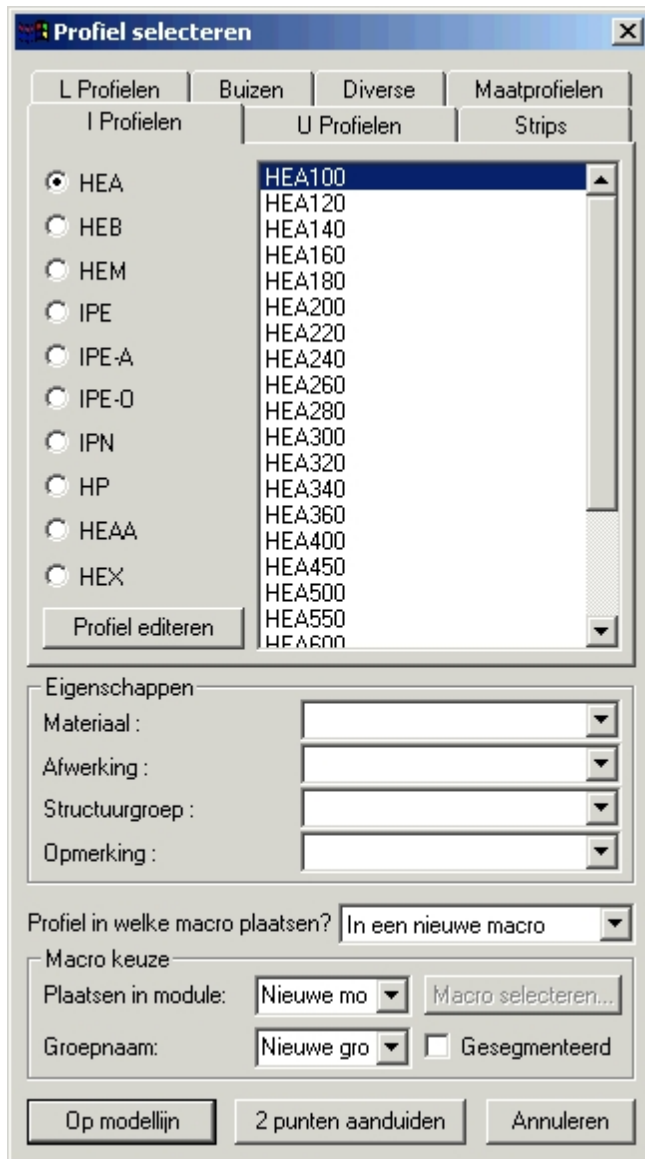 Profiel selecteren
L Profielen Buizen Diverse Maatprofielen
I Profielen U Profielen Strips
HEA
HEB
HEM
IPE
IPE-A
IPE-O
IPN
HP
HEAA
HEX
Profiel editeren
HEA100
HEA120
HEA140
HEA160
HEA180
HEA200
HEA220
HEA240
HEA260
HEA280
HEA300
HEA320
HEA340
HEA360
HEA400
HEA450
HEA500
HEA550
HEA600
Eigenschappen
Materiaal :
Afwerking :
Structuurgroep :
Opmerking :
Profiel in welke macro plaatsen? In een nieuwe macro
Macro keuze
Plaatsen in module: Nieuwe mo Macro selecteren...
Groepnaam: Nieuwe gro Gesegmenteerd
Op modellijn 2 punten aanduiden Annuleren